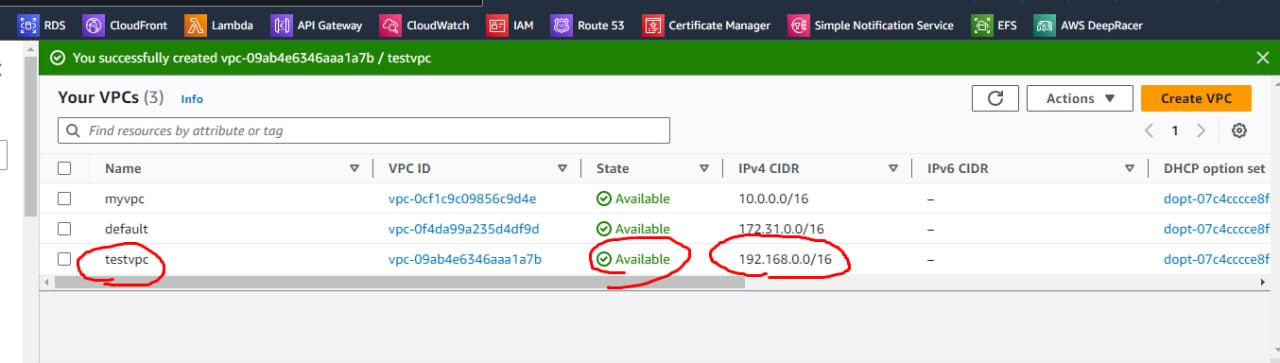 RDS CloudFront Lambda API Gateway CloudWatch IAM Route 53 Certificate Manager Simple Notification Service EFS AWS DeepRacer
You successfully created vpc-09ab4e6346aaa1a7b / testvpc
Your VPCs (3) Info Actions Create VPC
Find resources by attribute or tag 1
Name VPC ID State IPv4 CIDR IPv6 CIDR DHCP option set
myvpc vpc-0cf1c9c09856c9d4e Available 10.0.0.0/16 – dopt-07c4cccce8f
default vpc-0f4da99a235d4df9d Available 172.31.0.0/16 – dopt-07c4cccce8f
testvpc vpc-09ab4e6346aaa1a7b Available 192.168.0.0/16 – dopt-07c4cccce8f